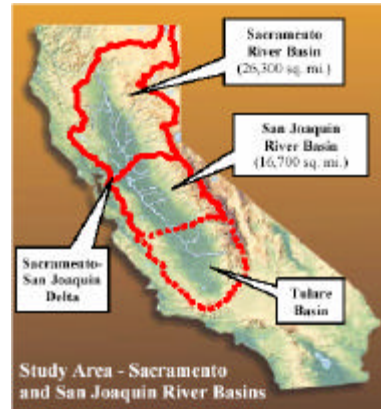 Sacramento
River Basin
(26,300 sq. mi.)
San Joaquin
River Basin
(16,700 sq. mi.)
Sacramento-
San Joaquin
Delta
Tulare
Basin
Study Area - Sacramento
and San Joaquin River Basins